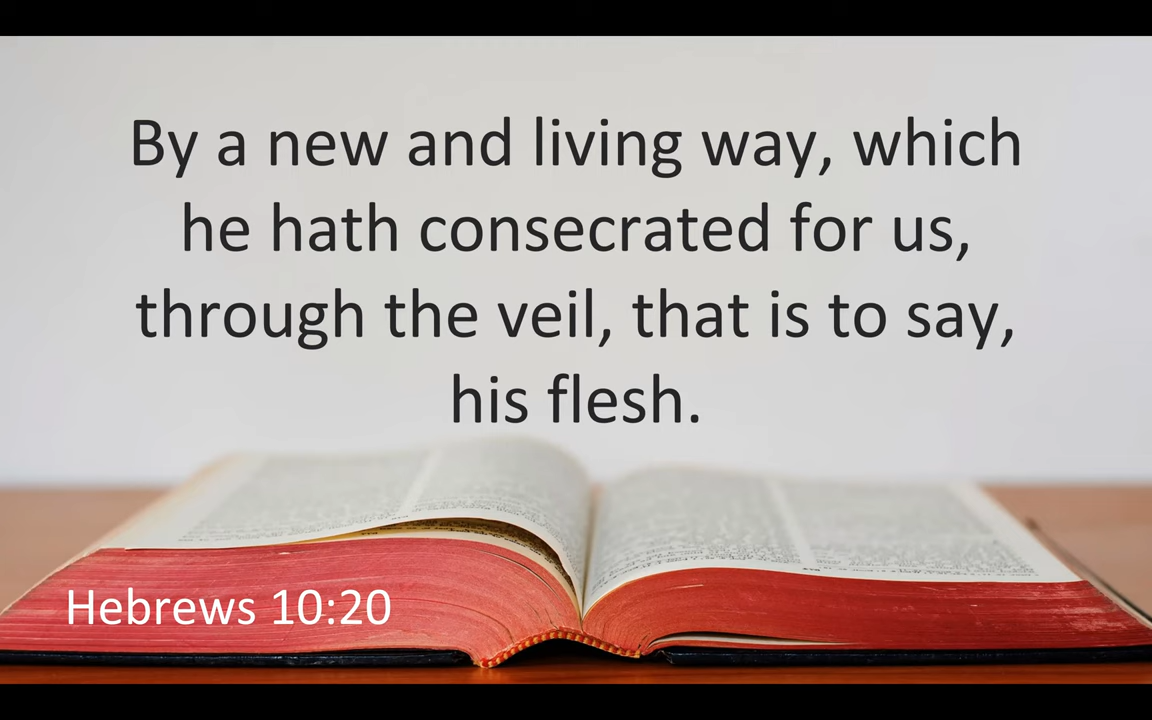 By a new and living way, which
he hath consecrated for us,
through the veil, that is to say,
his flesh.
Hebrews 10:20